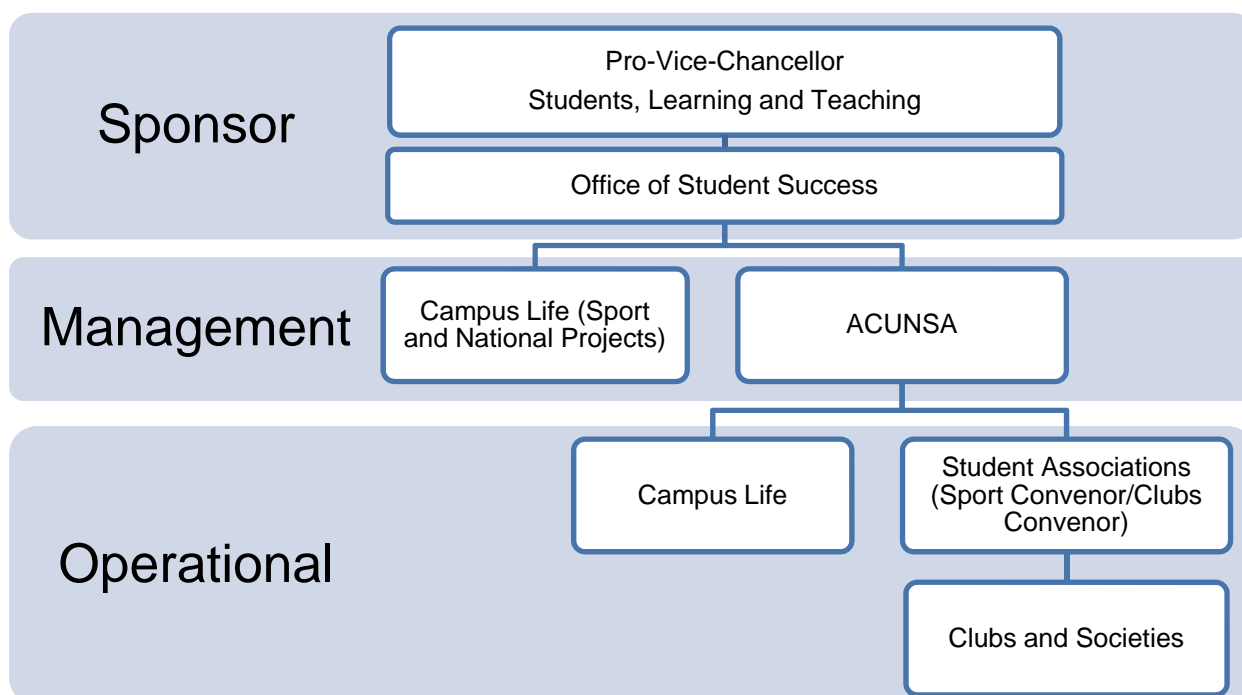 Sponsor
Pro-Vice-Chancellor
Students, Learning and Teaching
Office of Student Success
Management
Campus Life (Sport
and National Projects)
ACUNSA
Operational
Campus Life
Student Associations
(Sport Convenor/Clubs
Convenor)
Clubs and Societies